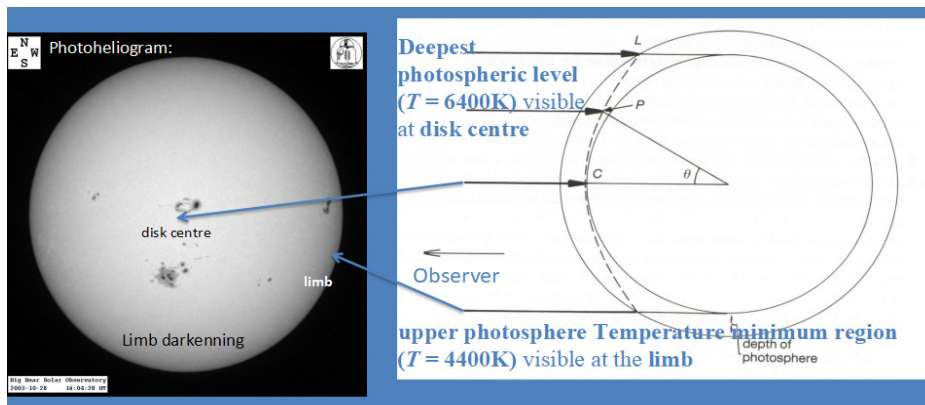 N
E W
S
Photoheliogram:
disk centre
limb
Limb darkenning
Big Bear Solar Observatory
2003-10-28 16:04:28 UT
Deepest
photospheric level
(T = 6400K) visible
at disk centre
L
P
C
θ
Observer
upper photosphere Temperature minimum region
(T = 4400K) visible at the limb
depth of
photosphere